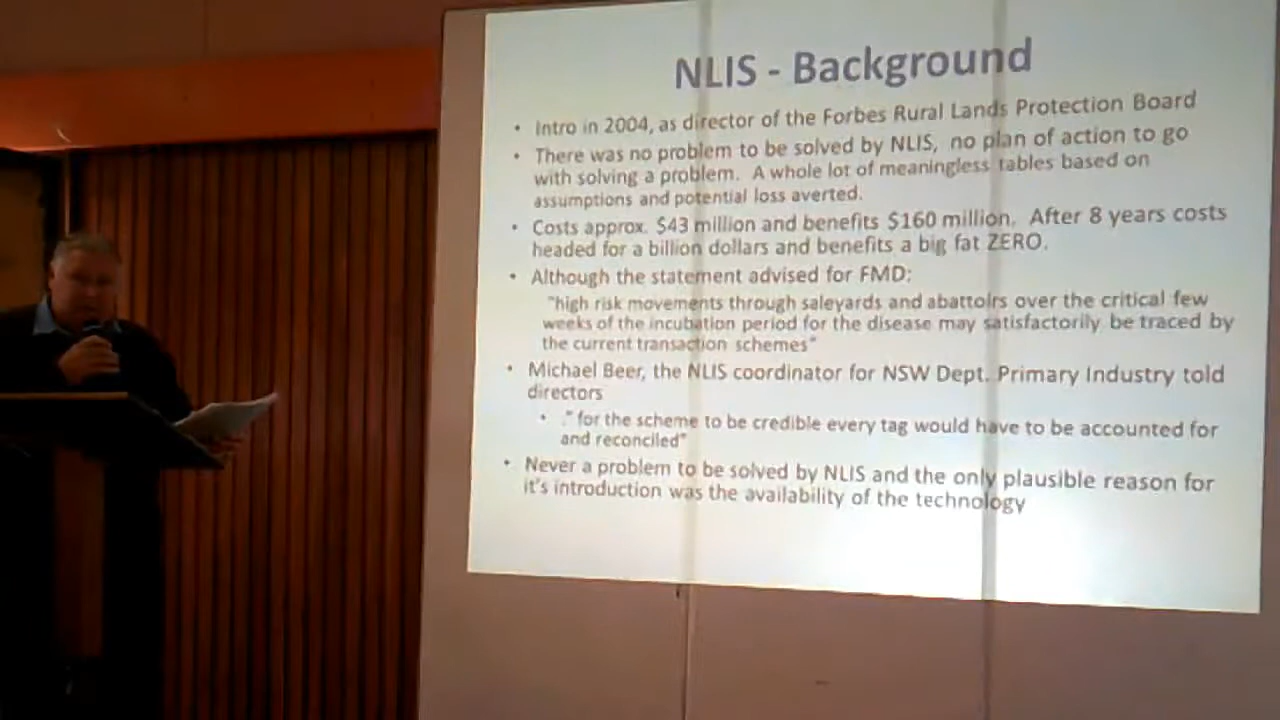 NLIS - Background
• Intro in 2004, as director of the Forbes Rural Lands Protection Board
• There was no problem to be solved by NLIS, no plan of action to go
with solving a problem. A whole lot of meaningless tables based on
assumptions and potential loss averted.
• Costs approx. $43 million and benefits $160 million. After 8 years costs
headed for a billion dollars and benefits a big fat ZERO.
• Although the statement advised for FMD:
"high risk movements through saleyards and abattoirs over the critical few
weeks of the incubation period for the disease may satisfactorily be traced by
the current transaction schemes"
• Michael Beer, the NLIS coordinator for NSW Dept. Primary Industry told
directors
• ." for the scheme to be credible every tag would have to be accounted for
and reconciled"
• Never a problem to be solved by NLIS and the only plausible reason for
it's introduction was the availability of the technology